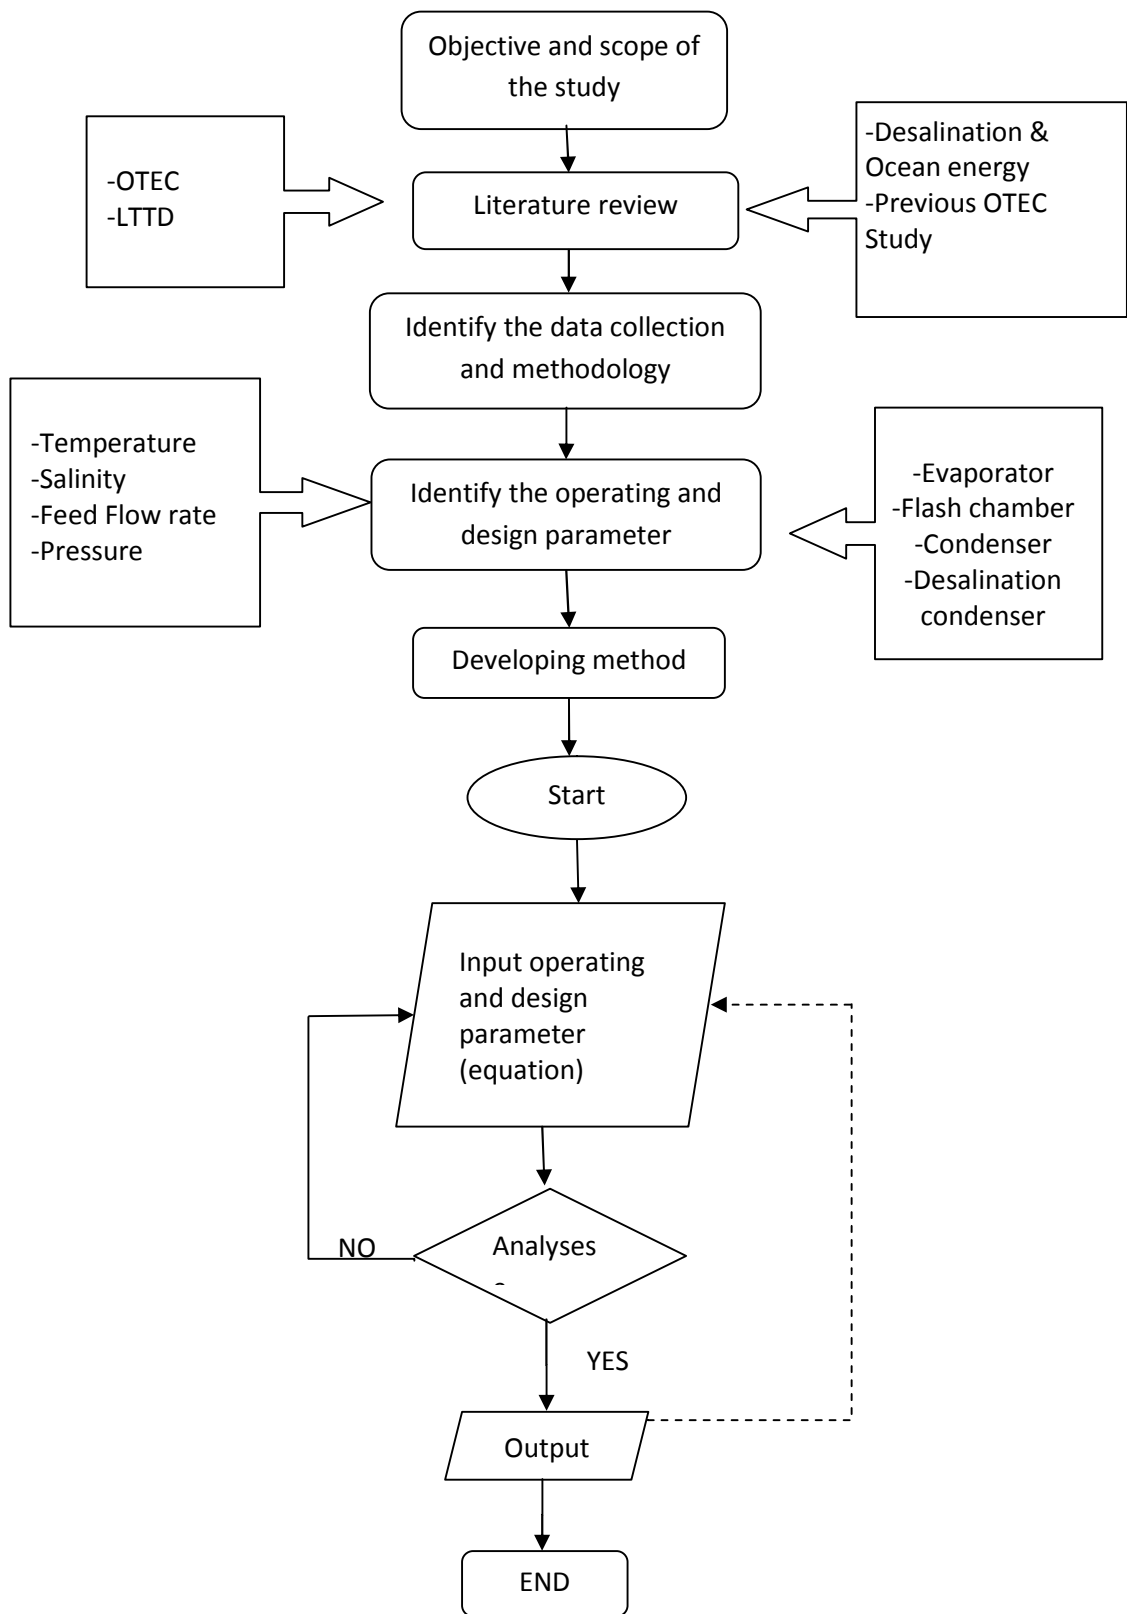 Objective and scope of
the study
-OTEC
-LTTD
Literature review
-Desalination &
Ocean energy
-Previous OTEC
Study
Identify the data collection
and methodology
-Temperature
-Salinity
-Feed Flow rate
-Pressure
Identify the operating and
design parameter
-Evaporator
-Flash chamber
-Condenser
-Desalination
condenser
Developing method
Start
Input operating
and design
parameter
(equation)
NO
Analyses
YES
Output
END